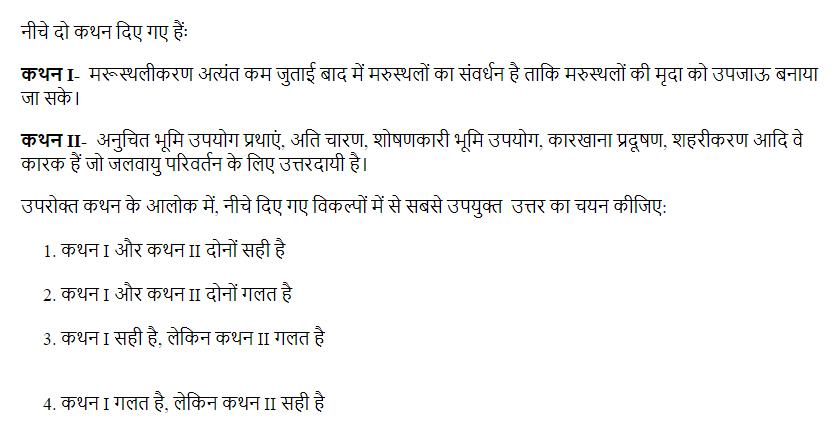 नीचे दो कथन दिए गए हैंः
कथन I- मरूस्थलीकरण अत्यंत कम जुताई बाद में मरुस्थलों का संवर्धन है ताकि मरुस्थलों की मृदा को उपजाऊ बनाया
जा सके।
कथन II- अनुचित भूमि उपयोग प्रथाएं, अति चारण, शोषणकारी भूमि उपयोग, कारखाना प्रदूषण, शहरीकरण आदि वे
कारक हैं जो जलवायु परिवर्तन के लिए उत्तरदायी है।
उपरोक्त कथन के आलोक में, नीचे दिए गए विकल्पों में से सबसे उपयुक्त उत्तर का चयन कीजिए:
1. कथन I और कथन II दोनों सही है
2. कथन I और कथन II दोनों गलत है
3. कथन I सही है, लेकिन कथन II गलत है
4. कथन I गलत है, लेकिन कथन II सही है